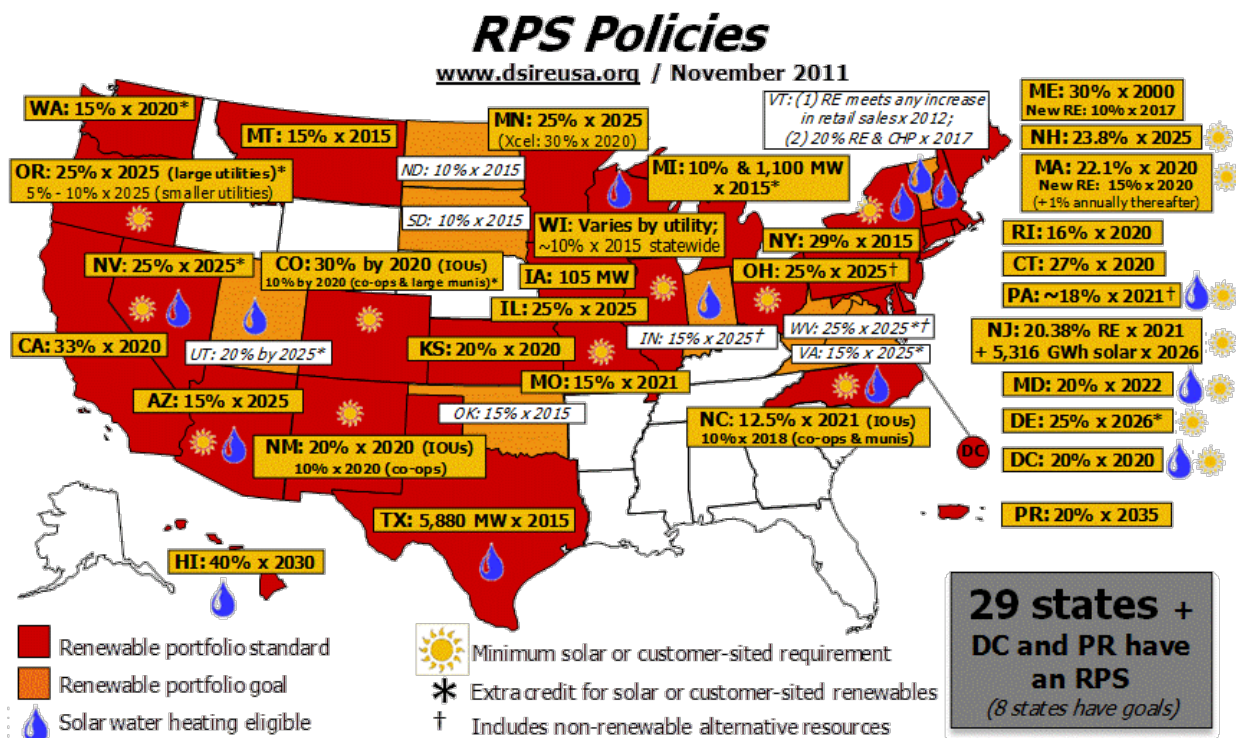 RPS Policies
www.dsireusa.org / November 2011
WA: 15% x 2020*
MT: 15% x 2015
MN: 25% x 2025
(Xcel: 30% x 2020)
VT: (1) RE meets any increase
in retail sales x 2012;
(2) 20% RE & CHP x 2017
ME: 30% x 2000
New RE: 10% x 2017
NH: 23.8% x 2025
OR: 25% x 2025 (large utilities)*
5% - 10% x 2025 (smaller utilities)
ND: 10% x 2015
MI: 10% & 1,100 MW
x 2015*
MA: 22.1% x 2020
New RE: 15% x 2020
(+1% annually thereafter)
SD: 10% x 2015
WI: Varies by utility;
~10% x 2015 statewide
NY: 29% x 2015
RI: 16% x 2020
NV: 25% x 2025*
CO: 30% by 2020 (IOUs)
10% by 2020 (co-ops & large munis)*
IA: 105 MW
OH: 25% x 2025†
CT: 27% x 2020
IL: 25% x 2025
PA: ~18% x 2021†
CA: 33% x 2020
UT: 20% by 2025*
KS: 20% x 2020
IN: 15% x 2025†
WV: 25% x 2025*†
VA: 15% x 2025*
NJ: 20.38% RE x 2021
+ 5,316 GWh solar x 2026
MO: 15% x 2021
MD: 20% x 2022
AZ: 15% x 2025
OK: 15% x 2015
NC: 12.5% x 2021 (IOUs)
10% x 2018 (co-ops & munis)
DE: 25% x 2026*
NM: 20% x 2020 (IOUs)
10% x 2020 (co-ops)
DC
DC: 20% x 2020
TX: 5,880 MW x 2015
PR: 20% x 2035
HI: 40% x 2030
Renewable portfolio standard
Renewable portfolio goal
Solar water heating eligible
Minimum solar or customer-sited requirement
* Extra credit for solar or customer-sited renewables
† Includes non-renewable alternative resources
29 states +
DC and PR have
an RPS
(8 states have goals)